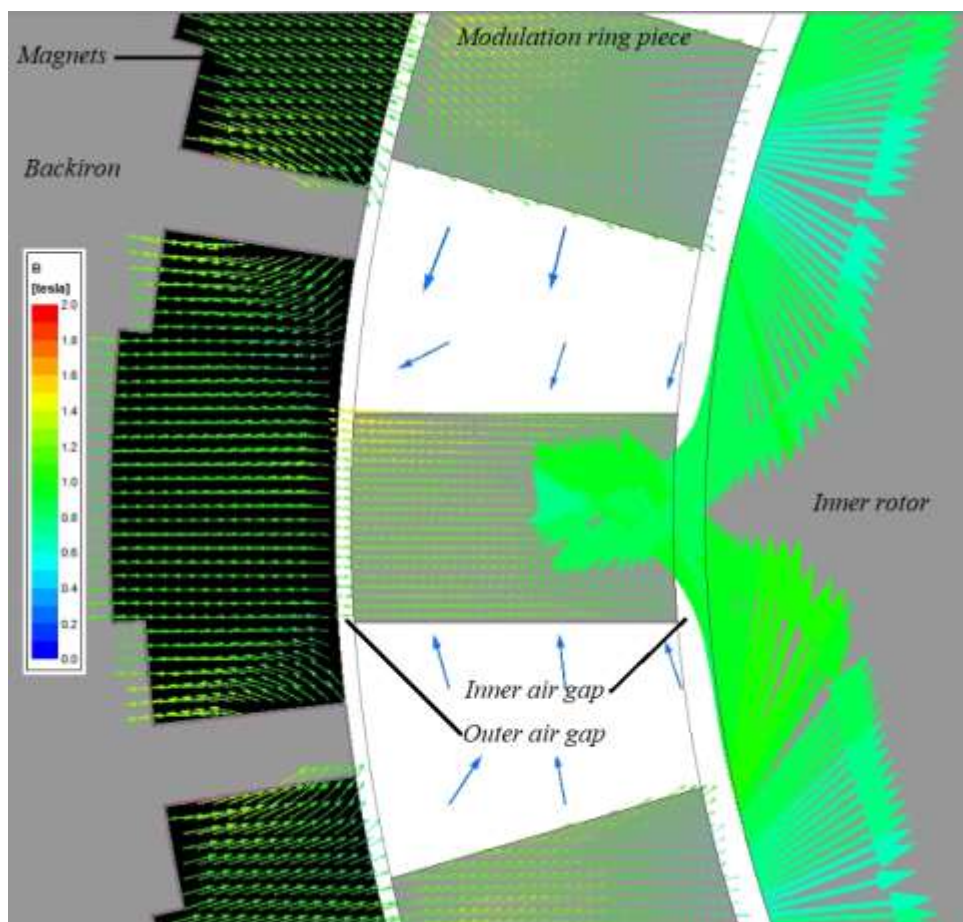 Modulation ring piece
Magnets
Backiron
B
[tesla]
2.0
1.8
1.6
1.4
1.2
1.0
0.8
0.6
0.4
0.2
0.0
Inner rotor
Inner air gap
Outer air gap